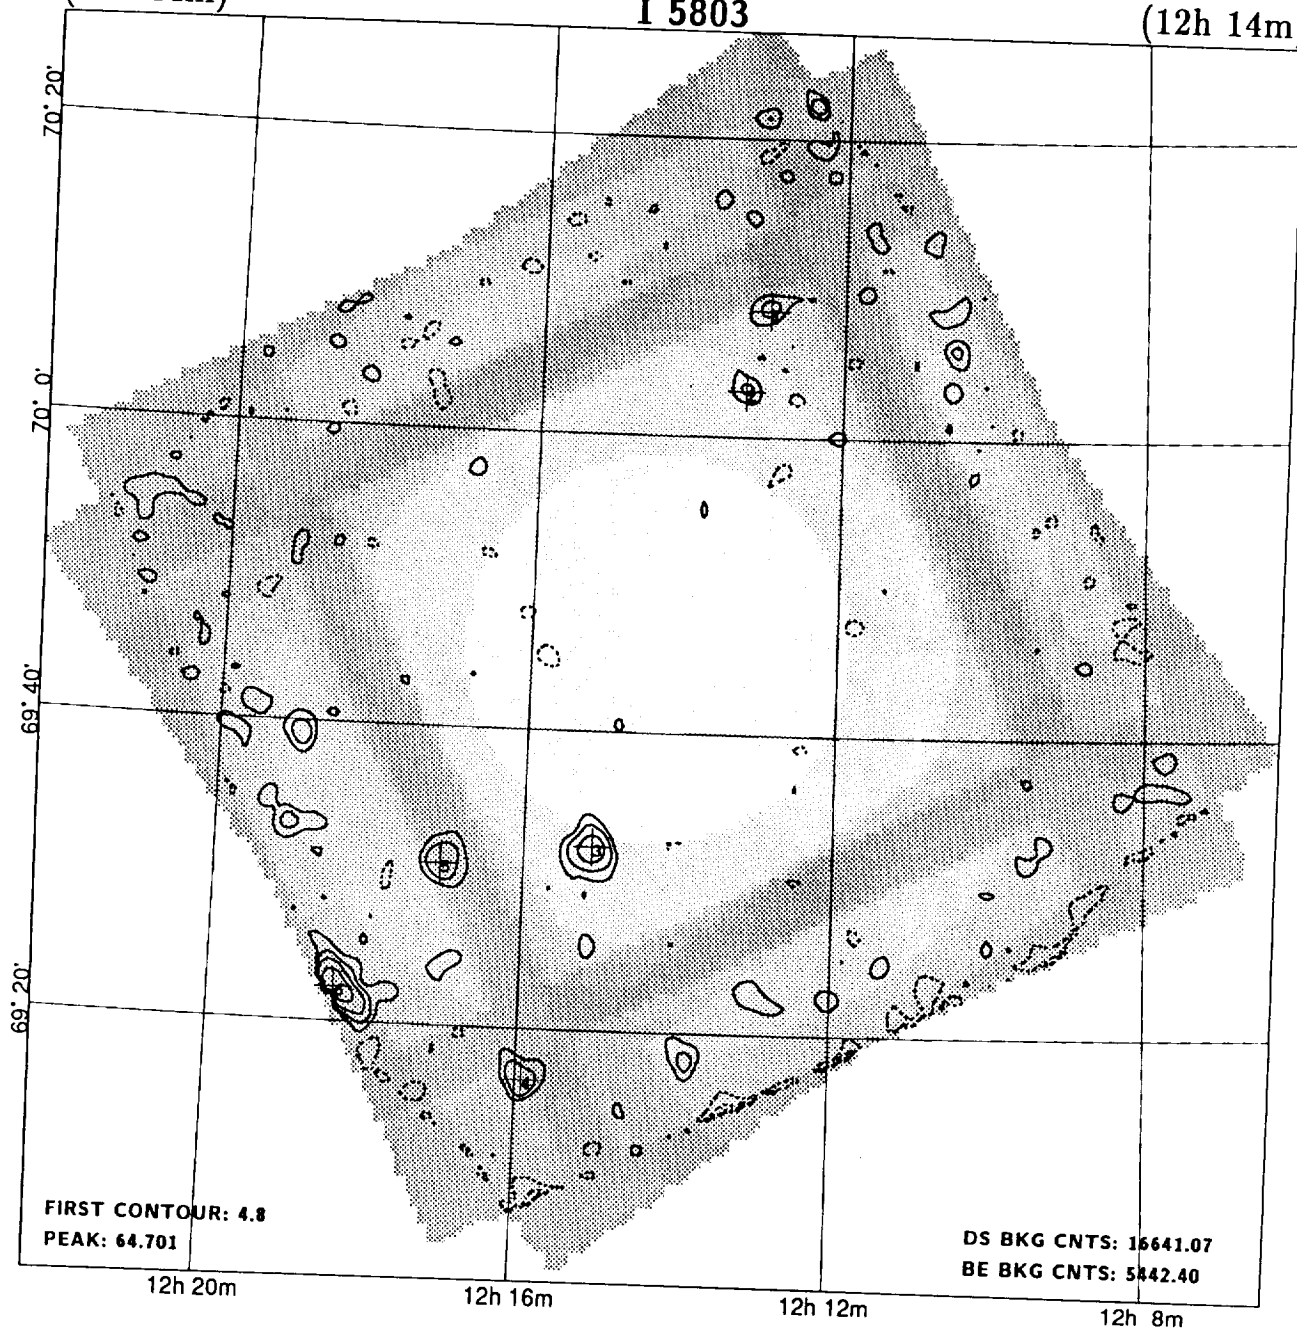 I 5803
(12h 14m
70° 20'
70° 0'
69° 40'
69° 20'
FIRST CONTOUR: 4.8
PEAK: 64.701
DS BKG CNTS: 16641.07
BE BKG CNTS: 5442.40
12h 20m
12h 16m
12h 12m
12h 8m